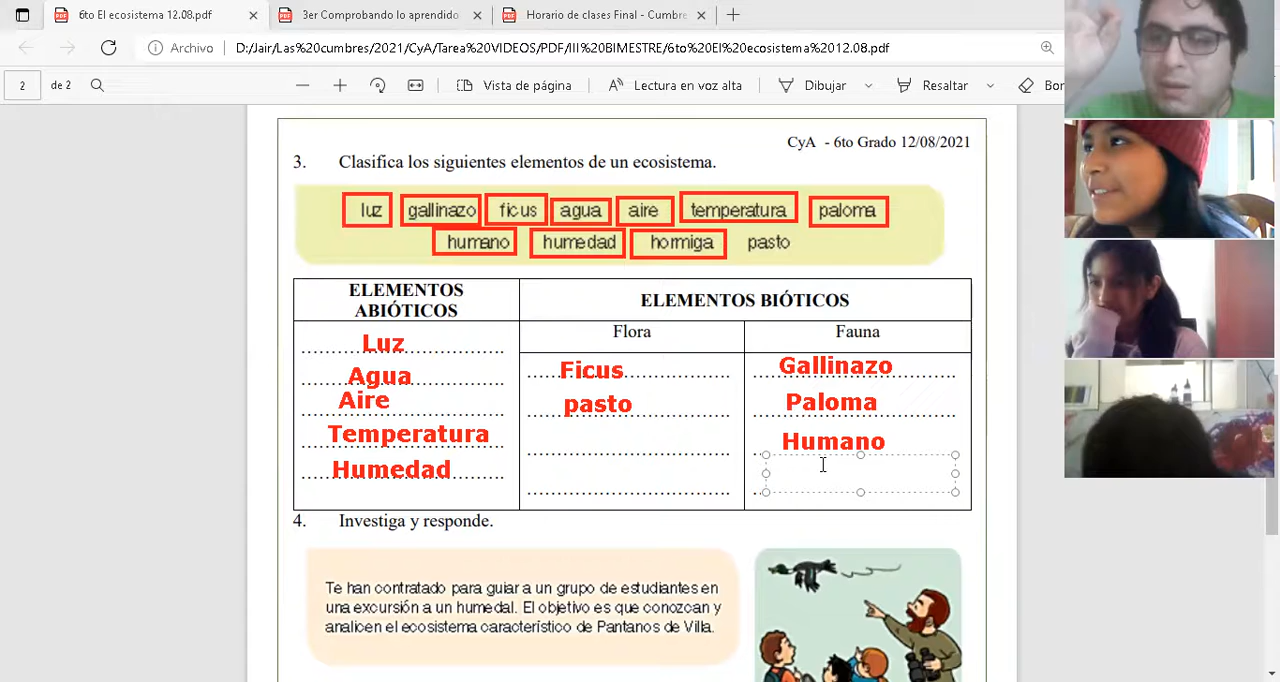 6to El ecosistema 12.08.pdf
3er Comprobando lo aprendido
Horario de clases Final - Cumbre
Archivo
D:/Jair/Las%20cumbres/2021/CyA/Tarea%20VIDEOS/PDF/III%20BIMESTRE/6to%20El%20ecosistema%2012.08.pdf
2 de 2
Vista de página
Lectura en voz alta
Dibujar
Resaltar
Bor
CyA - 6to Grado 12/08/2021
3. Clasifica los siguientes elementos de un ecosistema.
luz gallinazo ficus agua aire temperatura paloma
humano humedad hormiga pasto
ELEMENTOS ABIÓTICOS
ELEMENTOS BIÓTICOS
Flora
Fauna
Luz
Agua
Aire
Temperatura
Humedad
Ficus
pasto
Gallinazo
Paloma
Humano
4. Investiga y responde.
Te han contratado para guiar a un grupo de estudiantes en
una excursión a un humedal. El objetivo es que conozcan y
analicen el ecosistema característico de Pantanos de Villa.